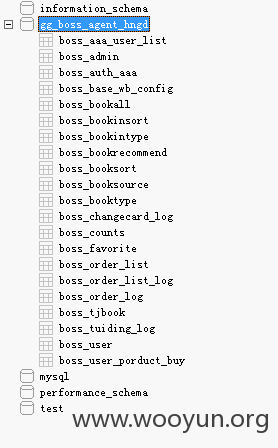 information_schema
gg_boss_agent_hngd
boss_aaa_user_list
boss_admin
boss_auth_aaa
boss_base_wb_config
boss_bookall
boss_bookinsort
boss_bookintype
boss_bookrecommend
boss_booksort
boss_booksource
boss_booktype
boss_changecard_log
boss_counts
boss_favorite
boss_order_list
boss_order_list_log
boss_order_log
boss_tjbook
boss_tuiding_log
boss_user
boss_user_porduct_buy
mysql
performance_schema
test
www.wooyun.org